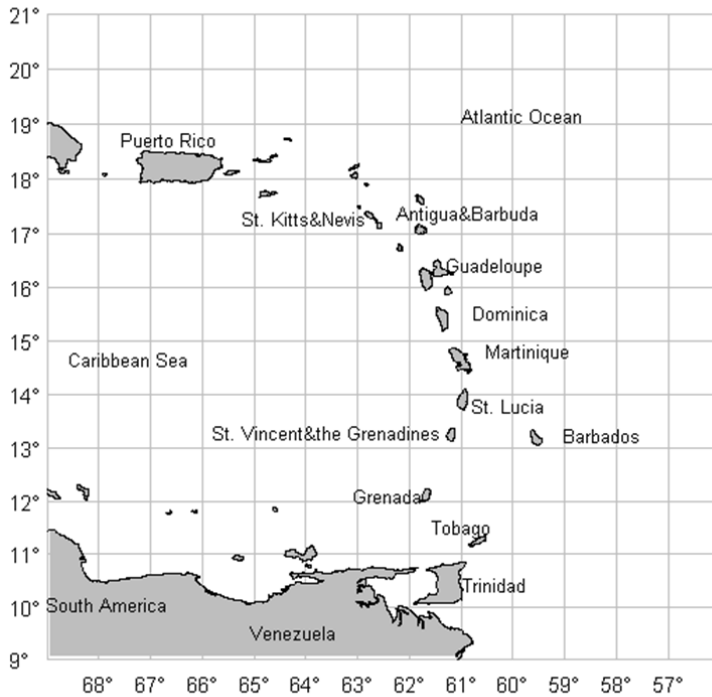 21°
20°
19°
Atlantic Ocean
Puerto Rico
18°
St. Kitts&Nevis
Antigua&Barbuda
17°
Guadeloupe
16°
Dominica
15°
Martinique
Caribbean Sea
14°
St. Lucia
St. Vincent&the Grenadines
Barbados
13°
12°
Grenada
Tobago
11°
Trinidad
10°
South America
Venezuela
9°
68° 67° 66° 65° 64° 63° 62° 61° 60° 59° 58° 57°